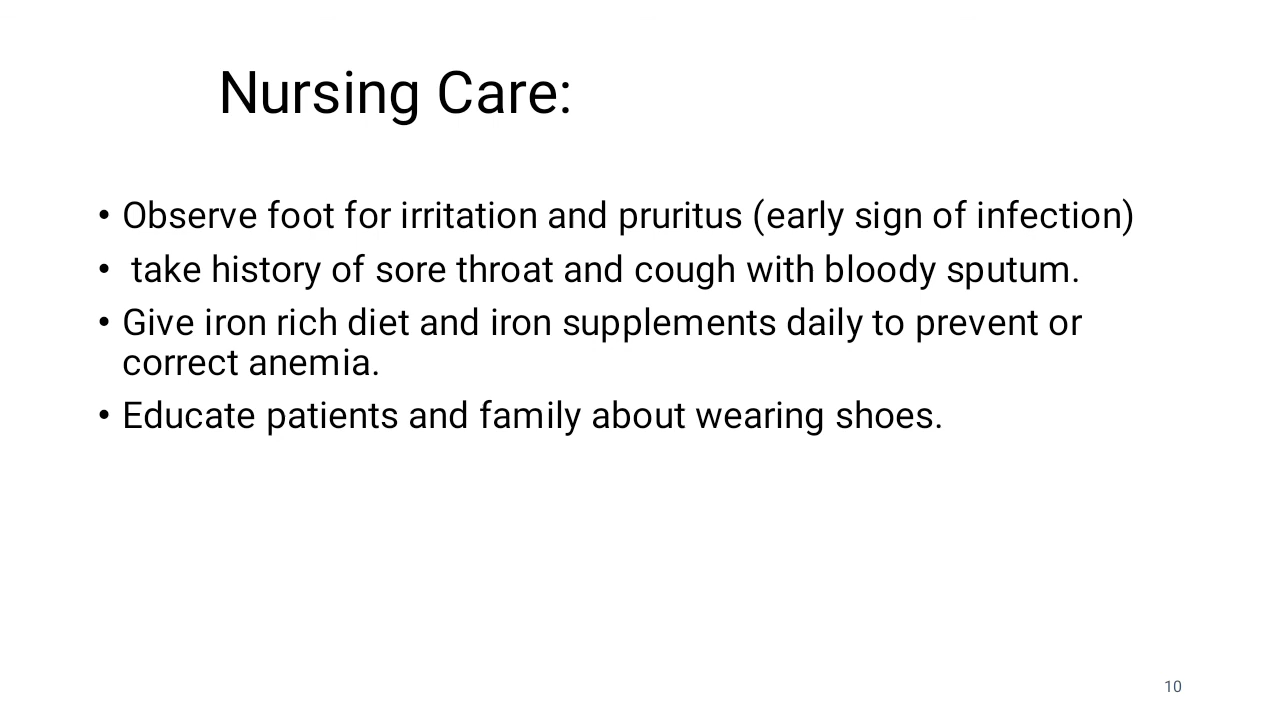 Nursing Care:
• Observe foot for irritation and pruritus (early sign of infection)
• take history of sore throat and cough with bloody sputum.
• Give iron rich diet and iron supplements daily to prevent or
correct anemia.
• Educate patients and family about wearing shoes.
10